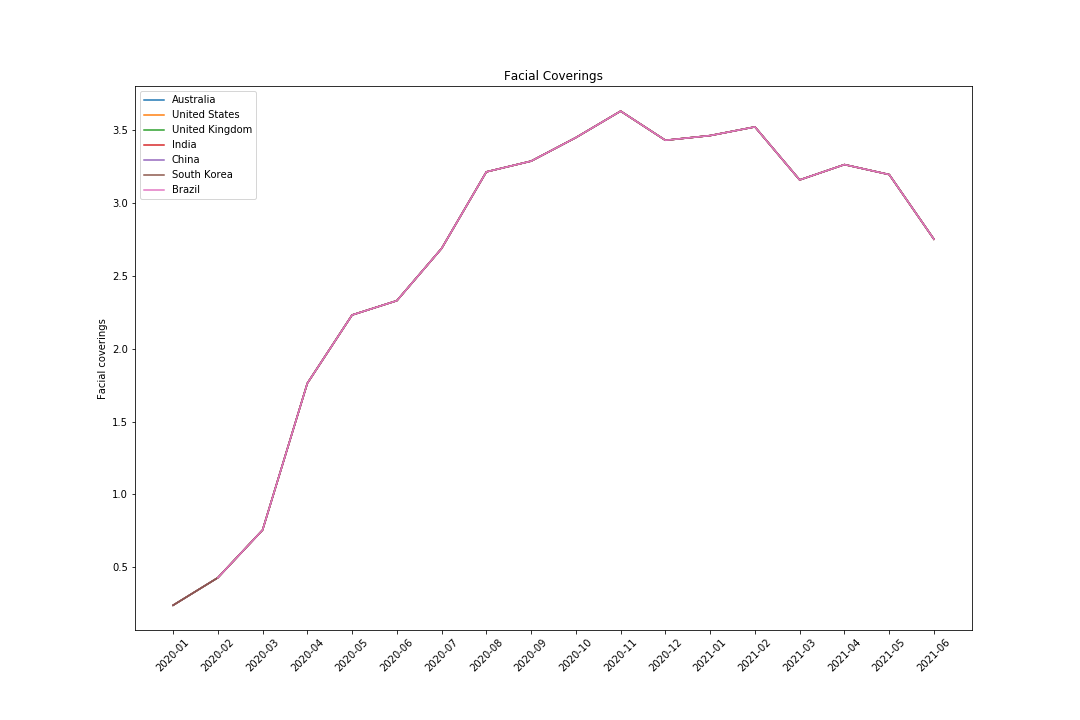 Facial Coverings
Australia
United States
United Kingdom
India
China
South Korea
Brazil
Facial coverings
3.5
3.0
2.5
2.0
1.5
1.0
0.5
2020-01
2020-02
2020-03
2020-04
2020-05
2020-06
2020-07
2020-08
2020-09
2020-10
2020-11
2020-12
2021-01
2021-02
2021-03
2021-04
2021-05
2021-06